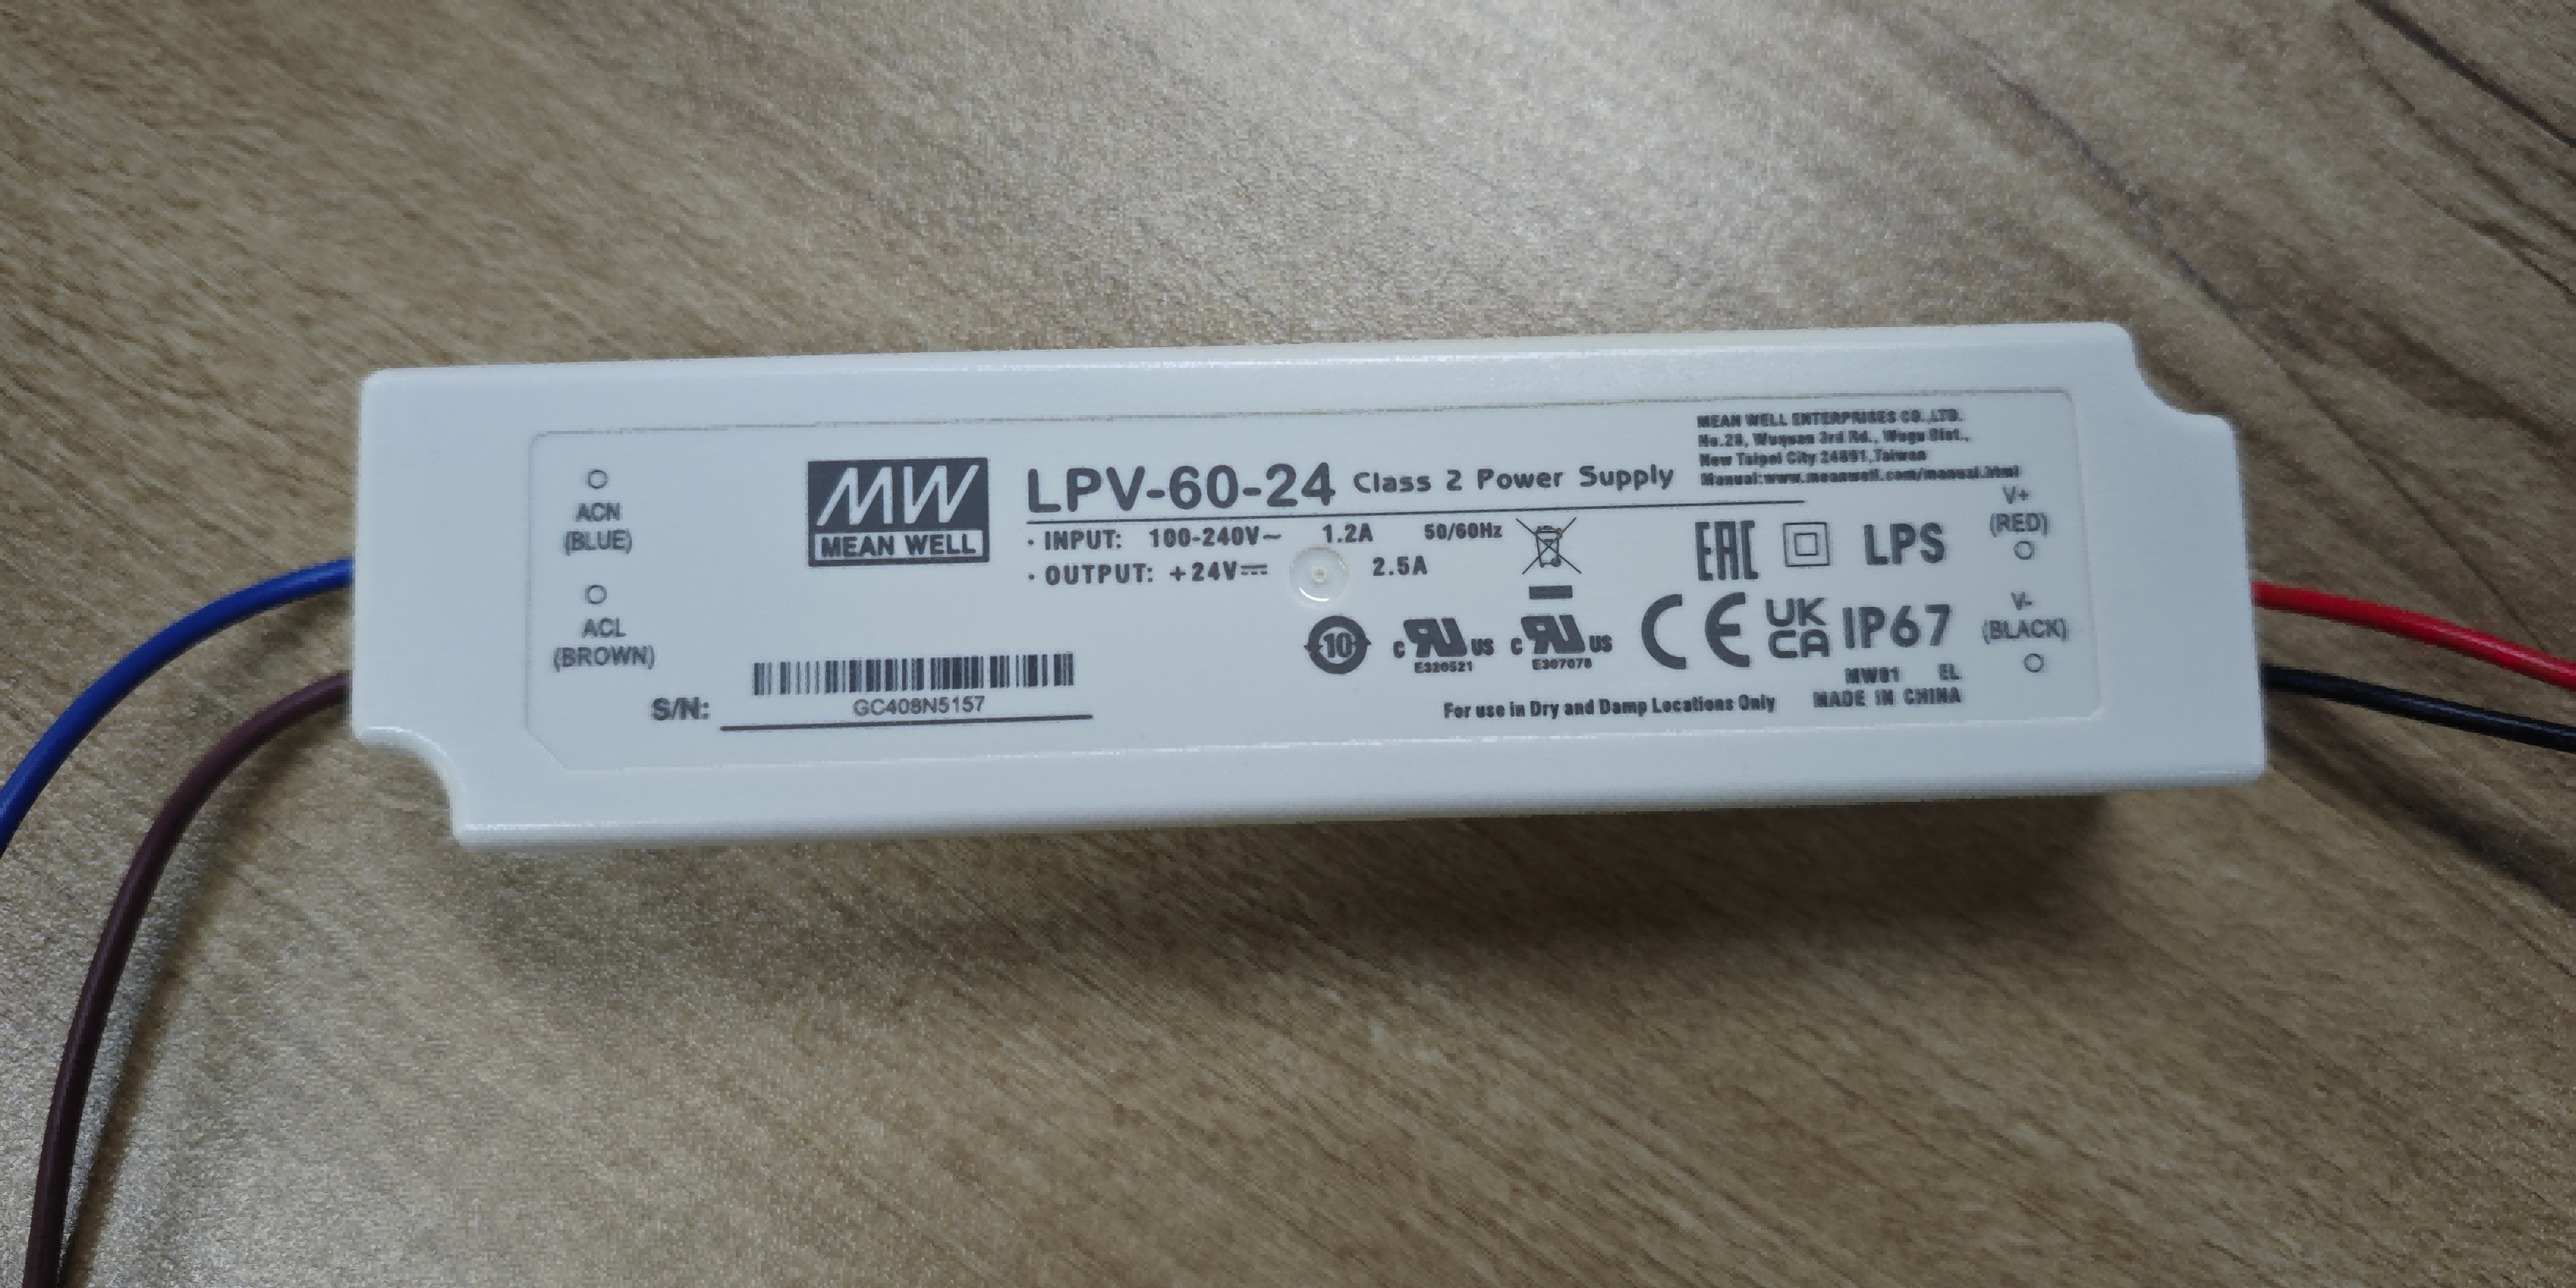 MEAN WELL ENTERPRISES CO.,LTD.
No.28, Wuquan 3rd Rd., Wugu Dist.,
New Taipei City 24891,Taiwan
Manual:www.meanwell.com/manual.html
MW
MEAN WELL
LPV-60-24 Class 2 Power Supply
· INPUT: 100-240V~ 1.2A 50/60Hz
· OUTPUT: +24V⎓ 2.5A
ACN
(BLUE)
ACL
(BROWN)
V+
(RED)
V-
(BLACK)
EAC LPS
10 c RU US c RU US CE UK CA IP67
E320521 E307078
MW01 EL
MADE IN CHINA
For use in Dry and Damp Locations Only
S/N:
GC408N5157